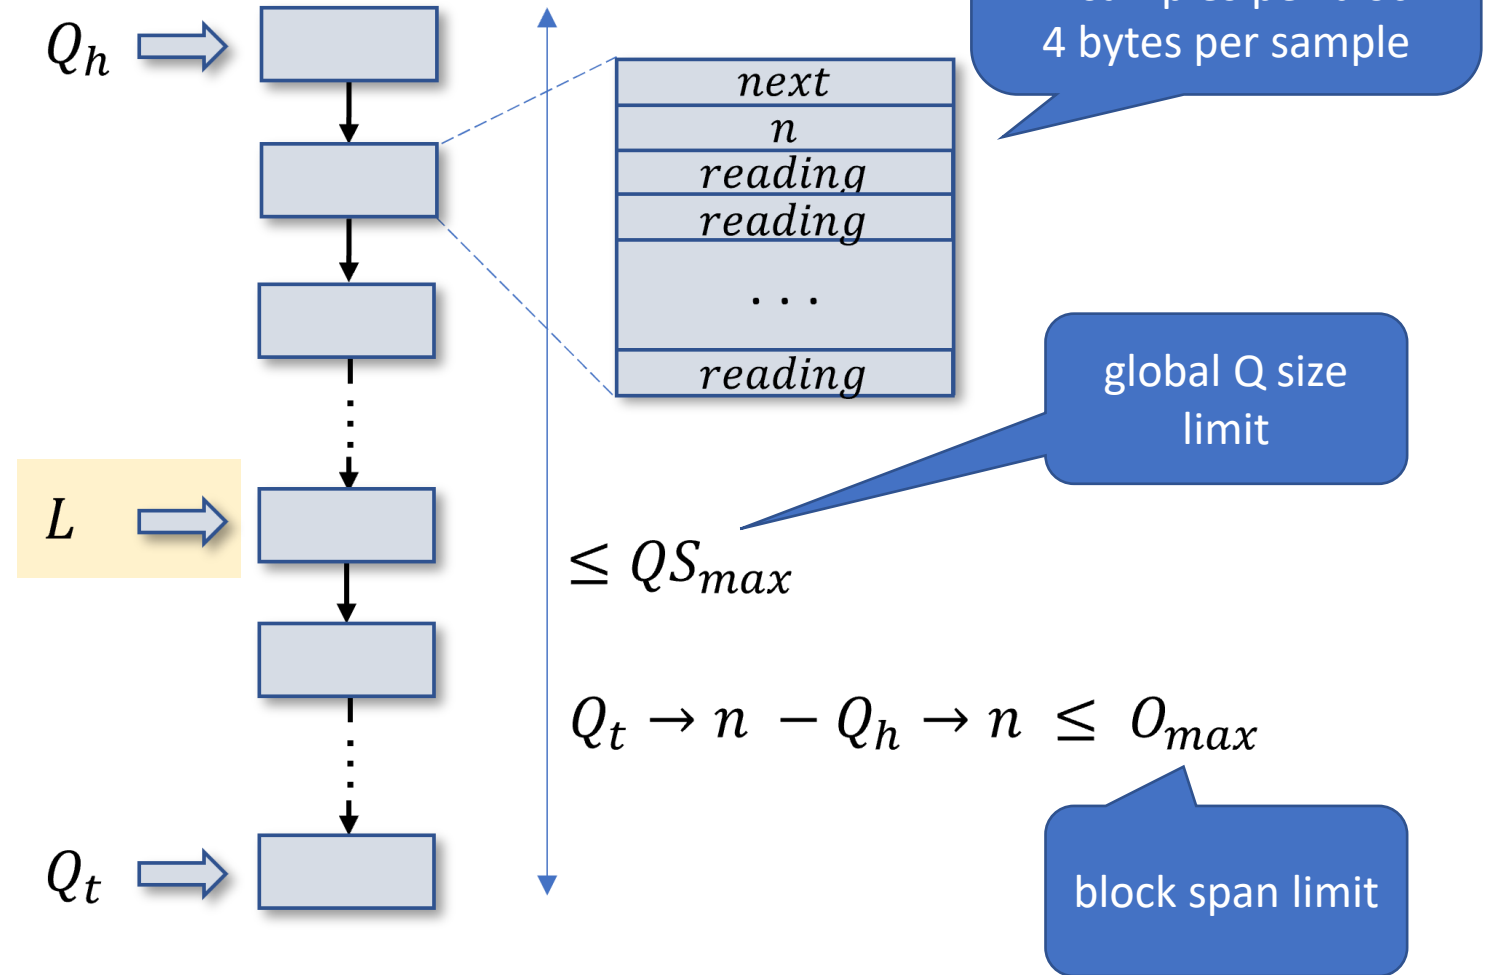 Q_h
4 bytes per sample
next
n
reading
reading
. . .
reading
global Q size
limit
L
≤ QS_max
Q_t → n − Q_h → n ≤ O_max
Q_t
block span limit